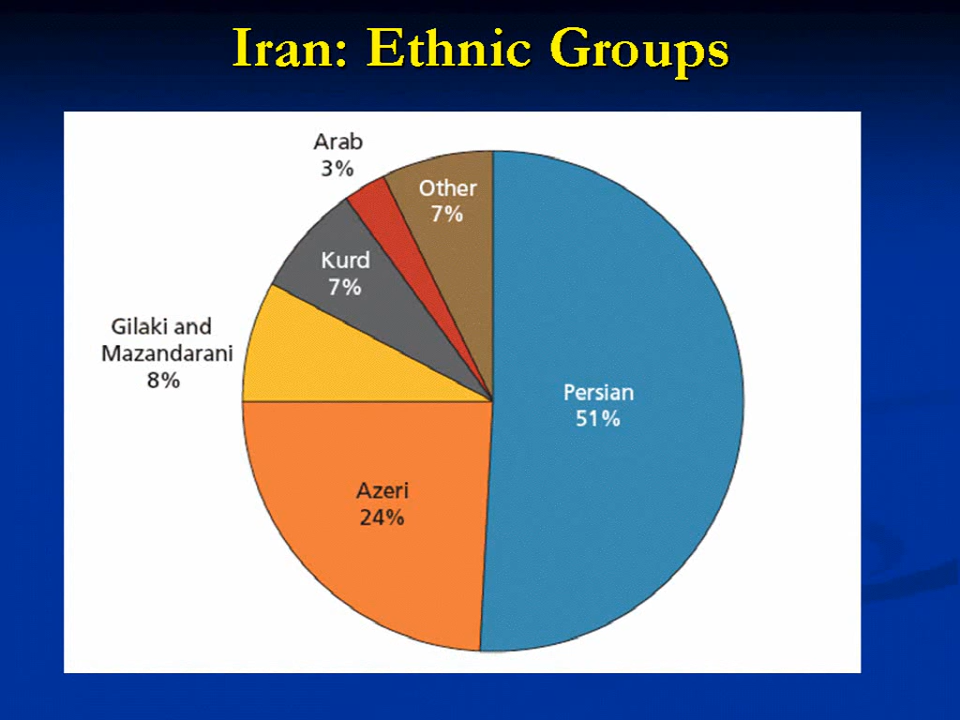 Iran: Ethnic Groups
Arab
3%
Other
7%
Kurd
7%
Gilaki and
Mazandarani
8%
Persian
51%
Azeri
24%